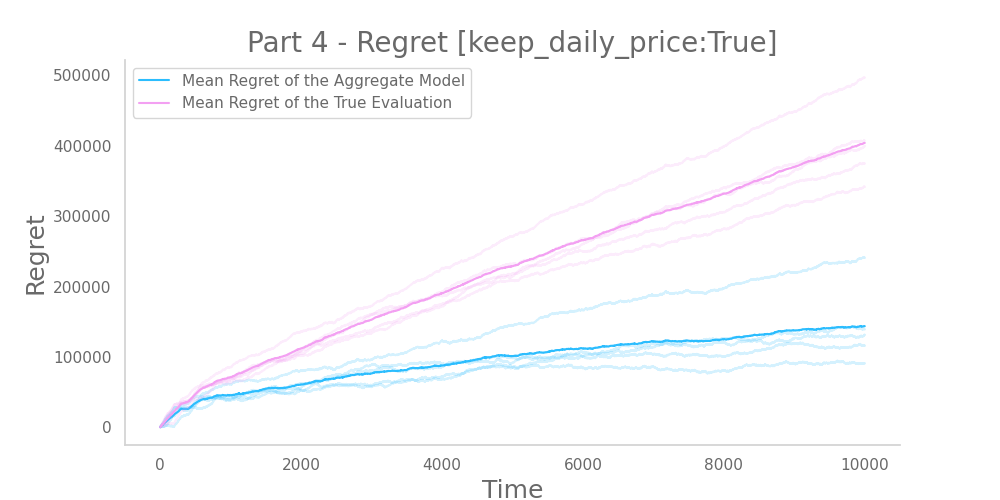 Part 4 - Regret [keep_daily_price:True]
Mean Regret of the Aggregate Model
Mean Regret of the True Evaluation
500000
400000
300000
200000
100000
0
Regret
0 2000 4000 6000 8000 10000
Time